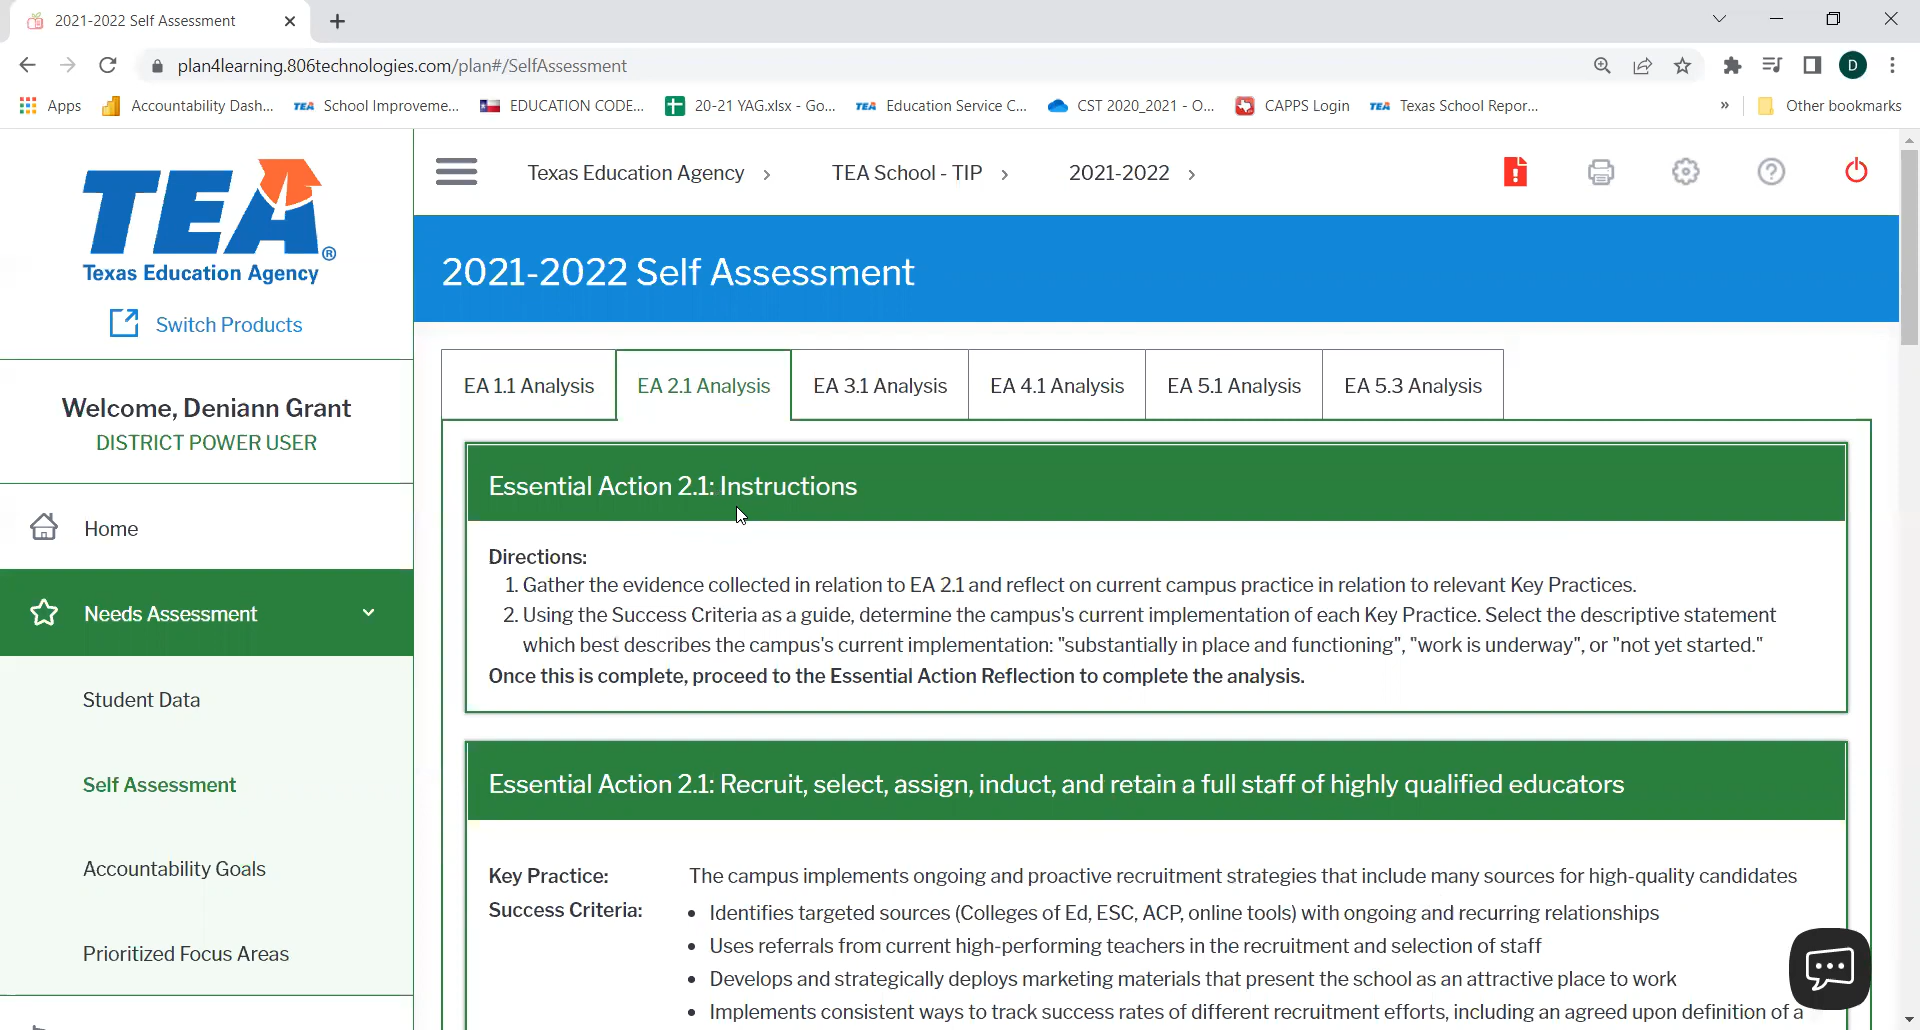 2021-2022 Self Assessment
plan4learning.806technologies.com/plan#/SelfAssessment
D
Apps
Accountability Dash...
TEA School Improveme...
EDUCATION CODE...
20-21 YAG.xlsx - Go...
TEA Education Service C...
CST 2020_2021 - O...
CAPPS Login
TEA Texas School Repor...
»
Other bookmarks
TEA®
Texas Education Agency
Switch Products
Welcome, Deniann Grant
DISTRICT POWER USER
Home
Needs Assessment
Student Data
Self Assessment
Accountability Goals
Prioritized Focus Areas
Texas Education Agency >
TEA School - TIP >
2021-2022 >
2021-2022 Self Assessment
EA 1.1 Analysis
EA 2.1 Analysis
EA 3.1 Analysis
EA 4.1 Analysis
EA 5.1 Analysis
EA 5.3 Analysis
Essential Action 2.1: Instructions
Directions:
1. Gather the evidence collected in relation to EA 2.1 and reflect on current campus practice in relation to relevant Key Practices.
2. Using the Success Criteria as a guide, determine the campus's current implementation of each Key Practice. Select the descriptive statement
which best describes the campus's current implementation: "substantially in place and functioning", "work is underway", or "not yet started."
Once this is complete, proceed to the Essential Action Reflection to complete the analysis.
Essential Action 2.1: Recruit, select, assign, induct, and retain a full staff of highly qualified educators
Key Practice: The campus implements ongoing and proactive recruitment strategies that include many sources for high-quality candidates
Success Criteria: • Identifies targeted sources (Colleges of Ed, ESC, ACP, online tools) with ongoing and recurring relationships
• Uses referrals from current high-performing teachers in the recruitment and selection of staff
• Develops and strategically deploys marketing materials that present the school as an attractive place to work
• Implements consistent ways to track success rates of different recruitment efforts, including an agreed upon definition of a